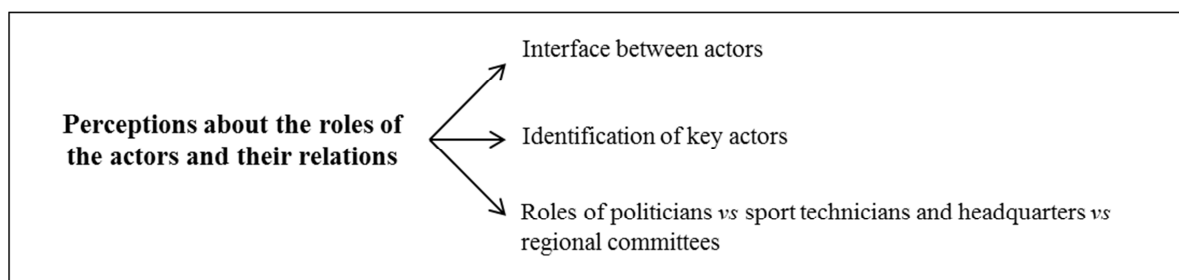 Interface between actors
Perceptions about the roles of
the actors and their relations
Identification of key actors
Roles of politicians vs sport technicians and headquarters vs
regional committees